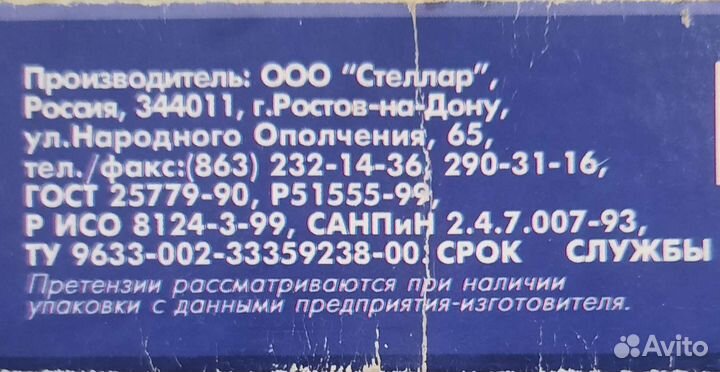 Производитель: ООО "Стеллар",
Россия, 344011, г.Ростов-на-Дону,
ул.Народного Ополчения, 65,
тел./факс:(863) 232-14-36, 290-31-16,
ГОСТ 25779-90, Р51555-99,
Р ИСО 8124-3-99, САНПиН 2.4.7.007-93,
ТУ 9633-002-33359238-00. СРОК СЛУЖБЫ
Претензии рассматриваются при наличии
упаковки с данными предприятия-изготовителя.
Avito